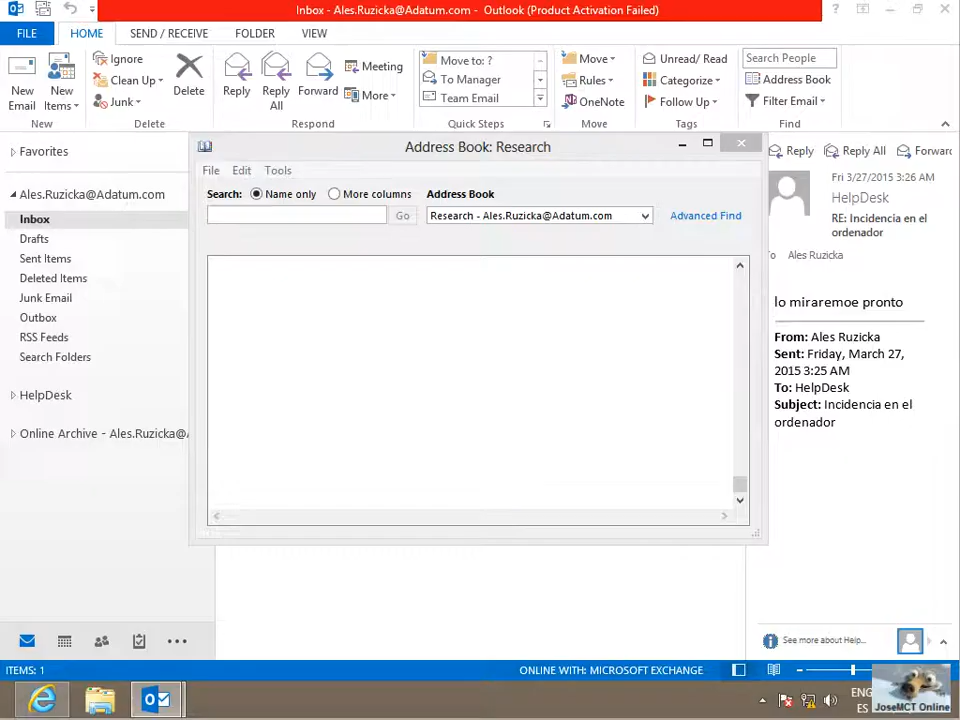 Inbox - Ales.Ruzicka@Adatum.com - Outlook (Product Activation Failed)
FILE HOME SEND / RECEIVE FOLDER VIEW
New Email
New Items
Ignore
Clean Up
Junk
Delete
Reply
Reply All
Forward
Meeting
More
Move to: ?
To Manager
Team Email
Move
Rules
OneNote
Unread/ Read
Categorize
Follow Up
Search People
Address Book
Filter Email
New Delete Respond Quick Steps Move Tags Find
Favorites
Ales.Ruzicka@Adatum.com
Inbox
Drafts
Sent Items
Deleted Items
Junk Email
Outbox
RSS Feeds
Search Folders
HelpDesk
Online Archive - Ales.Ruzicka@A
Address Book: Research
File Edit Tools
Search: Name only More columns Address Book
Go Research - Ales.Ruzicka@Adatum.com Advanced Find
Reply Reply All Forward
Fri 3/27/2015 3:26 AM
HelpDesk
RE: Incidencia en el
ordenador
To Ales Ruzicka
lo miraremoe pronto
From: Ales Ruzicka
Sent: Friday, March 27,
2015 3:25 AM
To: HelpDesk
Subject: Incidencia en el
ordenador
See more about Help...
ITEMS: 1 ONLINE WITH: MICROSOFT EXCHANGE
ENG
ES
JoseMCT Online